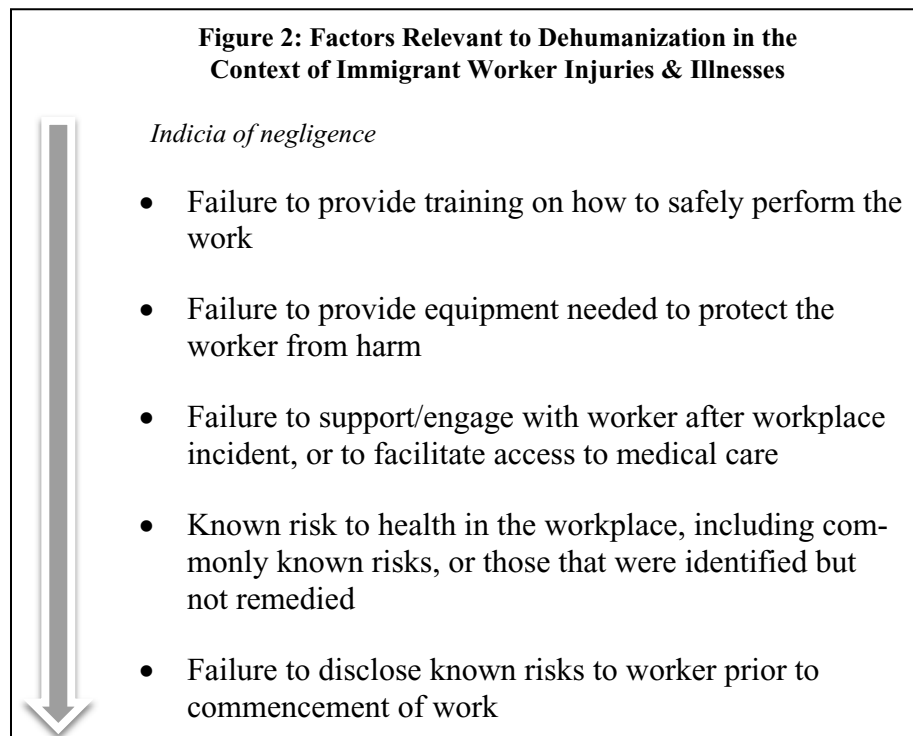 Figure 2: Factors Relevant to Dehumanization in the
Context of Immigrant Worker Injuries & Illnesses
Indicia of negligence
• Failure to provide training on how to safely perform the
work
• Failure to provide equipment needed to protect the
worker from harm
• Failure to support/engage with worker after workplace
incident, or to facilitate access to medical care
• Known risk to health in the workplace, including com-
monly known risks, or those that were identified but
not remedied
• Failure to disclose known risks to worker prior to
commencement of work